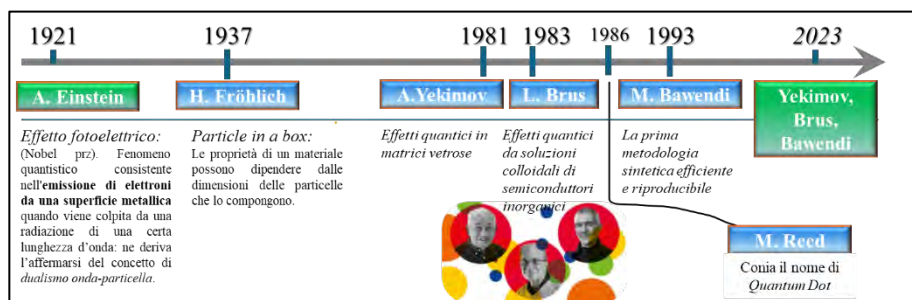 1921
1937
1981
1983
1986
1993
2023
A. Einstein
H. Fröhlich
A.Yekimov
L. Brus
M. Bawendi
Yekimov,
Brus,
Bawendi
Effetto fotoelettrico:
(Nobel prz). Fenomeno
quantistico consistente
nell'emissione di elettroni
da una superficie metallica
quando viene colpita da una
radiazione di una certa
lunghezza d'onda: ne deriva
l'affermarsi del concetto di
dualismo onda-particella.
Particle in a box:
Le proprietà di un materiale
possono dipendere dalle
dimensioni delle particelle
che lo compongono.
Effetti quantici in
matrici vetrose
Effetti quantici
da soluzioni
colloidali di
semiconduttori
inorganici
La prima
metodologia
sintetica efficiente
e riproducibile
M. Reed
Conia il nome di
Quantum Dot